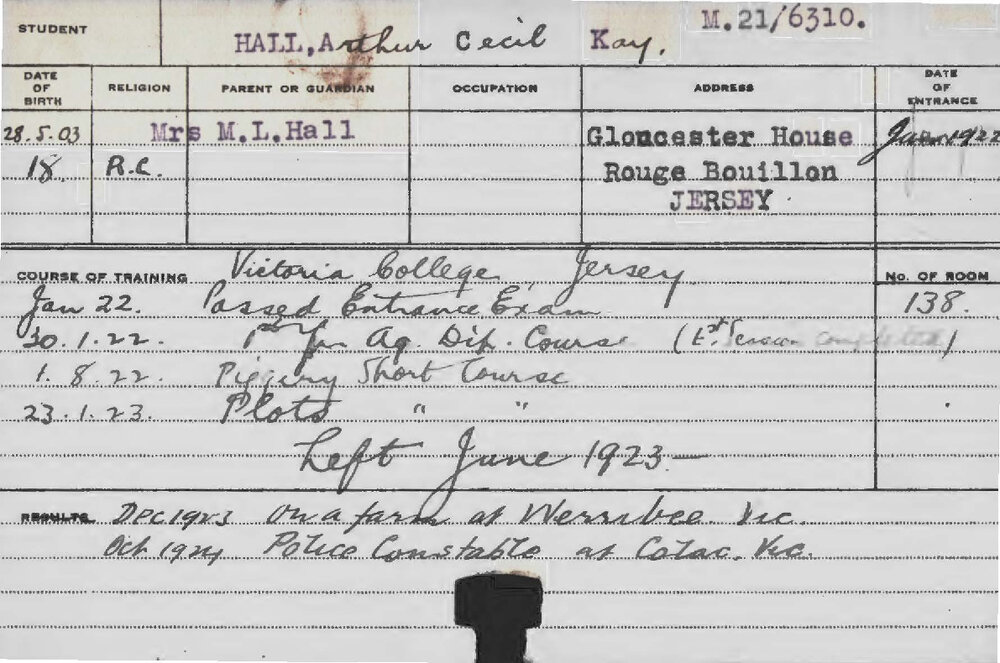 STUDENT
HALL, Arthur Cecil Kay.
M.21/6310.
DATE OF BIRTH
RELIGION
PARENT OR GUARDIAN
OCCUPATION
ADDRESS
DATE OF ENTRANCE
28.5.03
Mrs M.L.Hall
Gloucester House
Jan 1922
18.
R.C.
Rouge Bouillon
JERSEY
COURSE OF TRAINING
Victoria College, Jersey
No. OF ROOM
Jan 22. Passed Entrance Exam
138.
30.1.22. 1st yr Ag. Dip. Course ( completed)
1.8.22. Piggery Short Course
23.1.23. Plots " "
Left June 1923 —
RESULTS
Dec 1923 On a farm at Werribee Vic.
Oct 1924 Police Constable at Colac. Vic.